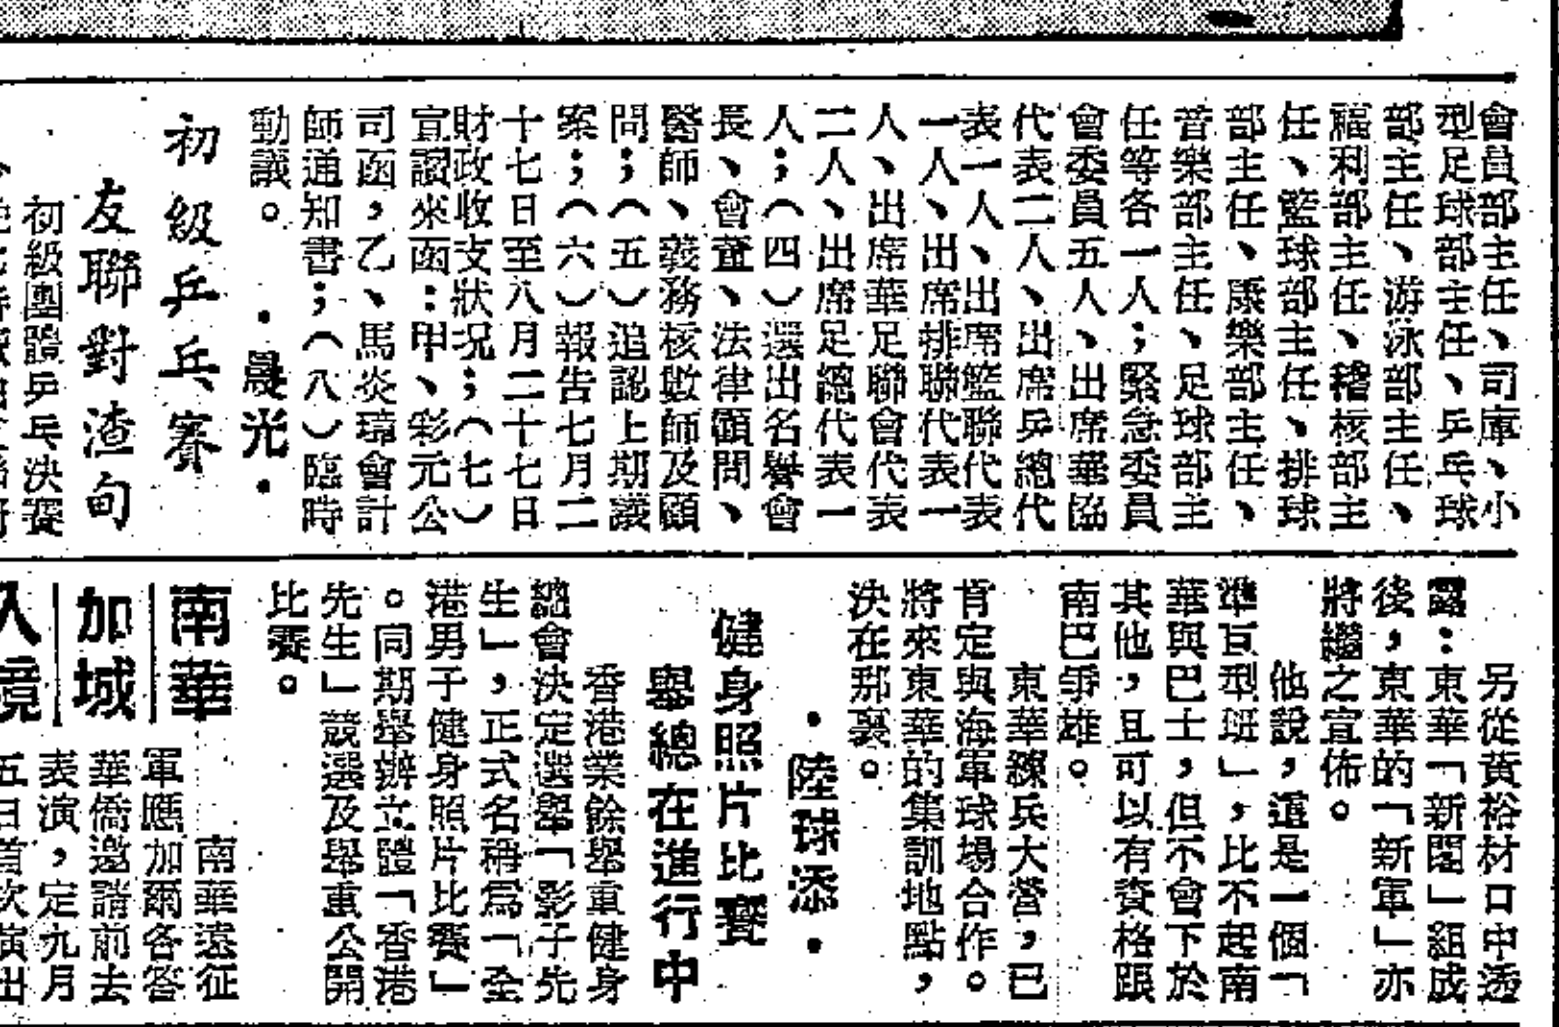 會員部主任、司庫、小
型足球部主任、乒乓球
部主任、游泳部主任、
福利部主任、稽核部主
任、籃球部主任、排球
部主任、康樂部主任、
音樂部主任、足球部主
任等各一人；緊急委員
會委員五人、出席華協
代表二人、出席乒總代
表一人、出席籃聯代表
一人、出席排聯代表一
人、出席華足聯會代表
二人、出席足總代表一
人；（四）選出名譽會
長、會董、法律顧問、
醫師、義務核數師及顧
問；（五）追認上期議
案；（六）報告七月二
十七日至八月二十七日
財政收支狀況；（七）
宣讀來函：甲、彩元公
司函，乙、馬炎璋會計
師通知書；（八）臨時
動議。
·晨光·
初級乒乓賽
友聯對渣甸
初級團體乒乓決賽
另從黃裕材口中透
露：東華「新閣」組成
後，東華的「新軍」亦
將繼之宣佈。
他說，這是一個「
準亙型班」，比不起南
華與巴士，但不會下於
其他，且可以有資格跟
南巴爭雄。
東華練兵大營，已
肯定與海軍球場合作。
將來東華的集訓地點，
決在那裏。
·陸球添·
健身照片比賽
舉總在進行中
香港業餘舉重健身
總會決定選舉「影子先
生」，正式名稱為「全
港男子健身照片比賽」
。同期舉辦立體「香港
先生」競選及舉重公開
比賽。
南華
加城
入境
南華遠征
軍應加爾各答
華僑邀請前去
表演，定九月
五日首次演出